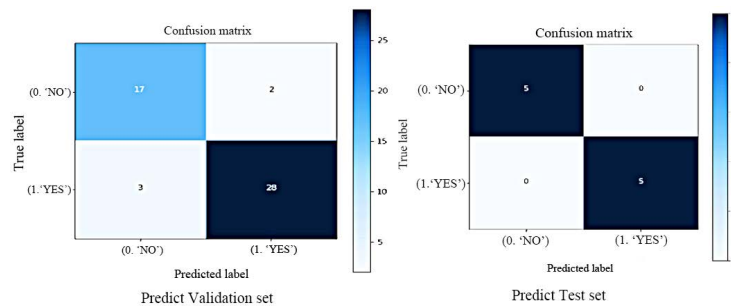 Confusion matrix
True label
(0. ‘NO’)
17
2
(1.‘YES’)
3
28
(0. ‘NO’)
(1. ‘YES’)
Predicted label
25
20
15
10
5
Predict Validation set
Confusion matrix
True label
(0. ‘NO’)
5
0
(1.‘YES’)
0
5
(0. ‘NO’)
(1. ‘YES’)
Predicted label
Predict Test set